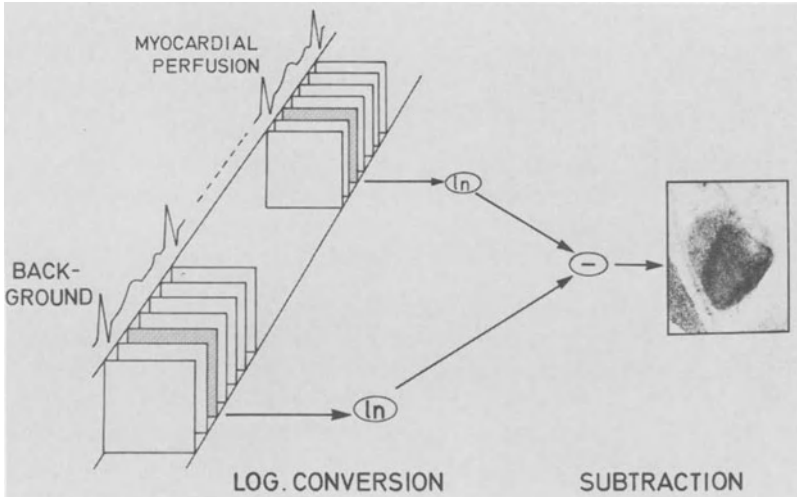 MYOCARDIAL
PERFUSION
ln
BACK-
GROUND
−
ln
LOG. CONVERSION
SUBTRACTION